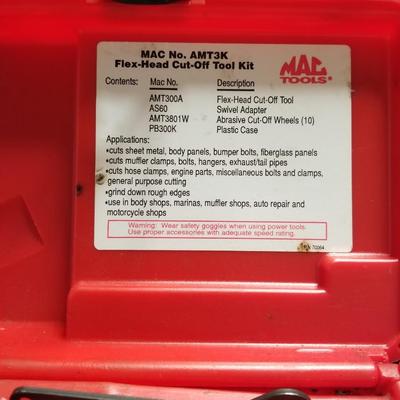 MAC No. AMT3K
Flex-Head Cut-Off Tool Kit
MAC
TOOLS®
Contents: Mac No. Description
AMT300A Flex-Head Cut-Off Tool
AS60 Swivel Adapter
AMT3801W Abrasive Cut-Off Wheels (10)
PB300K Plastic Case
Applications:
•cuts sheet metal, body panels, bumper bolts, fiberglass panels
•cuts muffler clamps, bolts, hangers, exhaust/tail pipes
•cuts hose clamps, engine parts, miscellaneous bolts and clamps,
general purpose cutting
•grind down rough edges
•use in body shops, marinas, muffler shops, auto repair and
motorcycle shops
Warning: Wear safety goggles when using power tools.
Use proper accessories with adequate speed rating.
70064